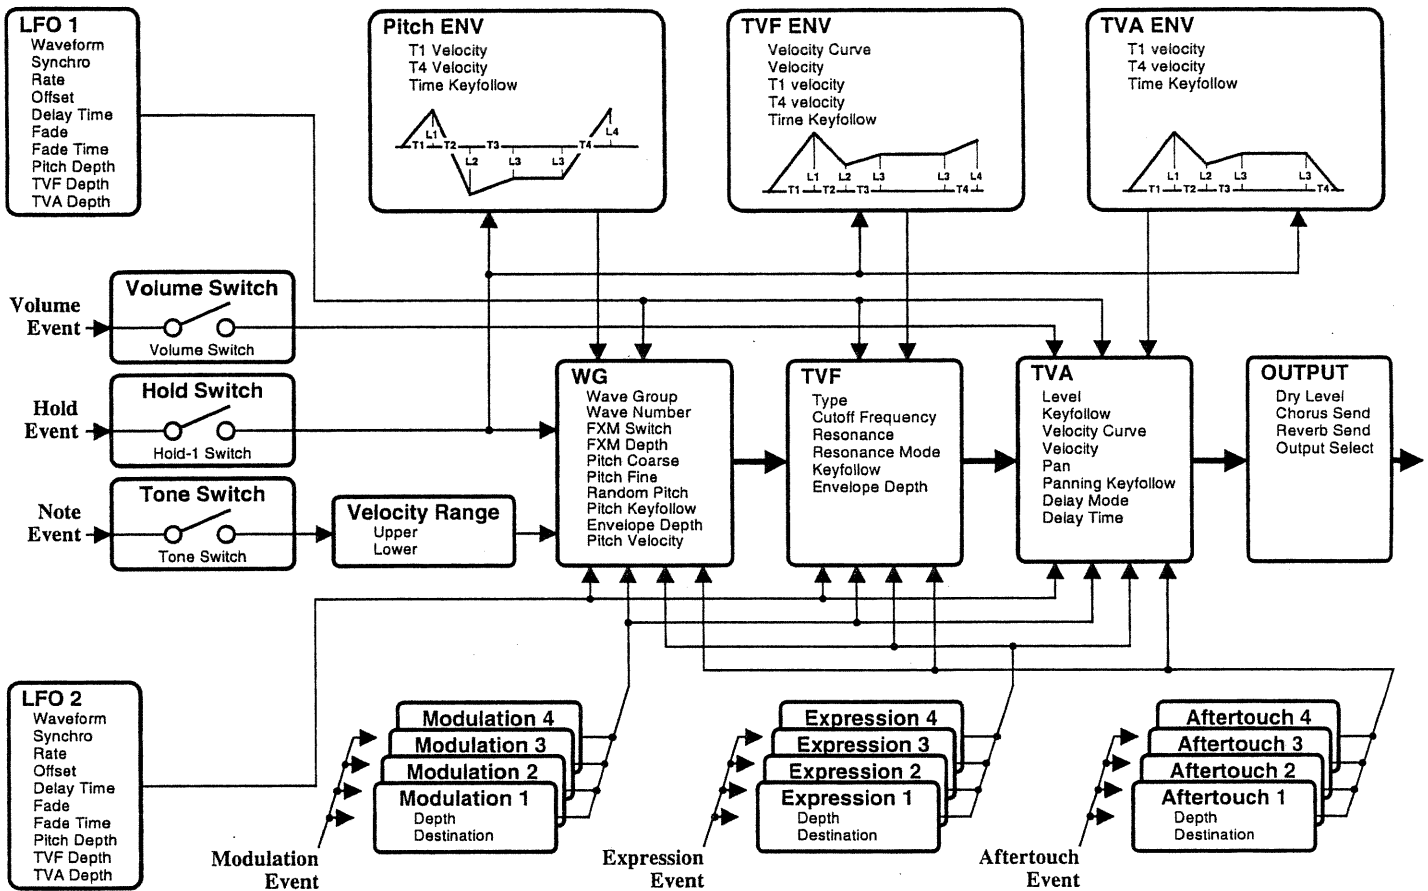 LFO 1
Waveform
Synchro
Rate
Offset
Delay Time
Fade
Fade Time
Pitch Depth
TVF Depth
TVA Depth
Pitch ENV
T1 Velocity
T4 Velocity
Time Keyfollow
L1
L4
T1
T2
T3
T4
L2
L3
L3
TVF ENV
Velocity Curve
Velocity
T1 velocity
T4 velocity
Time Keyfollow
L1
L2
L3
L3
L4
T1
T2
T3
T4
TVA ENV
T1 velocity
T4 velocity
Time Keyfollow
L1
L2
L3
L3
T1
T2
T3
T4
Volume
Event
Volume Switch
Volume Switch
Hold
Event
Hold Switch
Hold-1 Switch
Note
Event
Tone Switch
Tone Switch
Velocity Range
Upper
Lower
WG
Wave Group
Wave Number
FXM Switch
FXM Depth
Pitch Coarse
Pitch Fine
Random Pitch
Pitch Keyfollow
Envelope Depth
Pitch Velocity
TVF
Type
Cutoff Frequency
Resonance
Resonance Mode
Keyfollow
Envelope Depth
TVA
Level
Keyfollow
Velocity Curve
Velocity
Pan
Panning Keyfollow
Delay Mode
Delay Time
OUTPUT
Dry Level
Chorus Send
Reverb Send
Output Select
LFO 2
Waveform
Synchro
Rate
Offset
Delay Time
Fade
Fade Time
Pitch Depth
TVF Depth
TVA Depth
Modulation 4
Modulation 3
Modulation 2
Modulation 1
Depth
Destination
Modulation
Event
Expression 4
Expression 3
Expression 2
Expression 1
Depth
Destination
Expression
Event
Aftertouch 4
Aftertouch 3
Aftertouch 2
Aftertouch 1
Depth
Destination
Aftertouch
Event